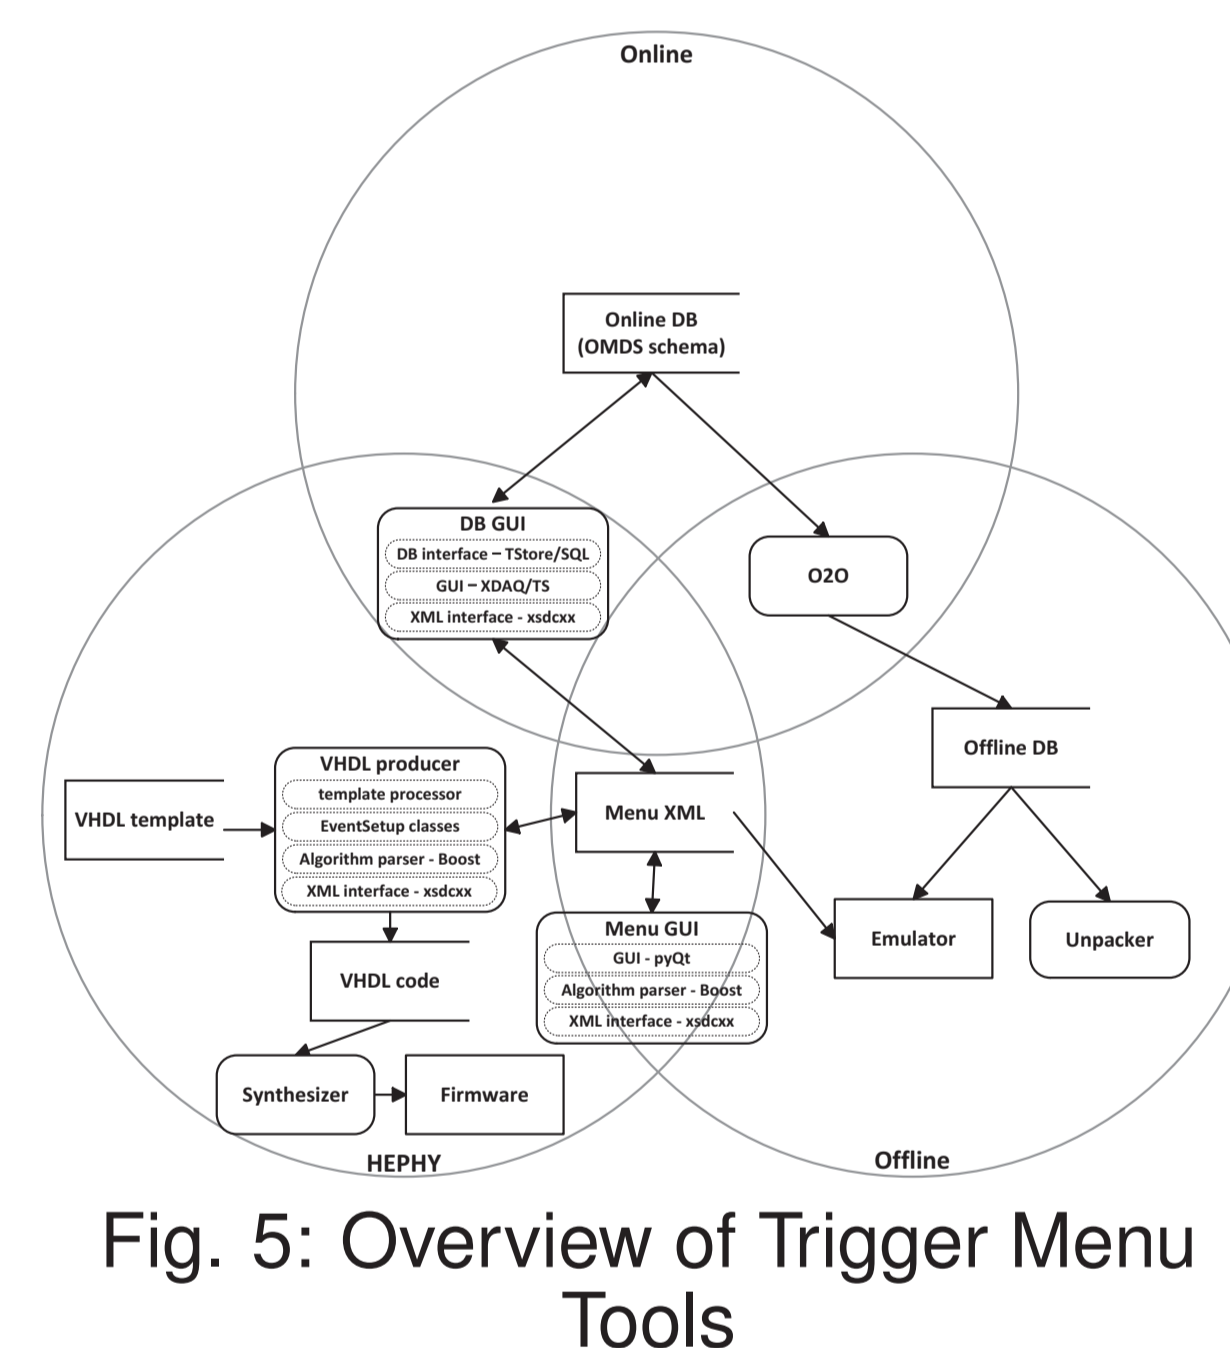 Online
Online DB
(OMDS schema)
DB GUI
DB interface – TStore/SQL
GUI – XDAQ/TS
XML interface - xsdcxx
O2O
Offline DB
VHDL template
VHDL producer
template processor
EventSetup classes
Algorithm parser - Boost
XML interface - xsdcxx
Menu XML
Menu GUI
GUI - pyQt
Algorithm parser - Boost
XML interface - xsdcxx
Emulator
Unpacker
VHDL code
Synthesizer
Firmware
HEPHY
Offline
Fig. 5: Overview of Trigger Menu
Tools